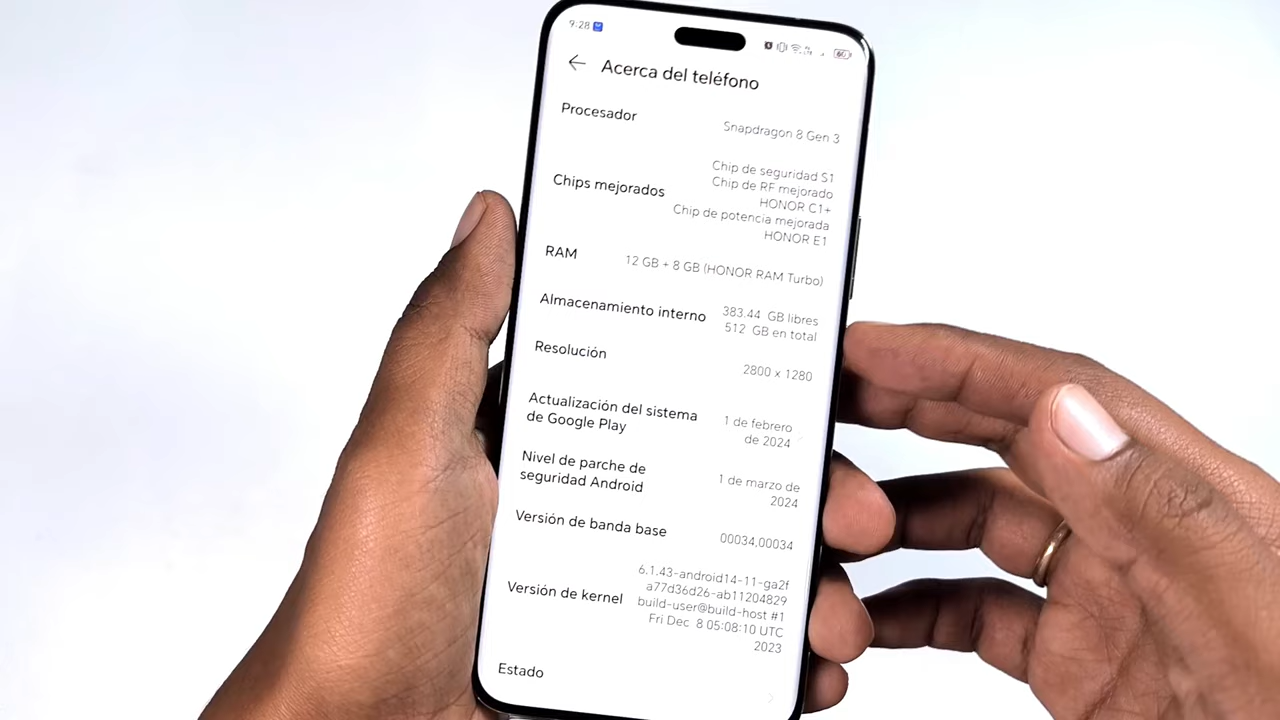 9:28
60
Acerca del teléfono
Procesador
Snapdragon 8 Gen 3
Chips mejorados
Chip de seguridad S1
Chip de RF mejorado
HONOR C1+
Chip de potencia mejorada
HONOR E1
RAM
12 GB + 8 GB (HONOR RAM Turbo)
Almacenamiento interno
383.44 GB libres
512 GB en total
Resolución
2800 x 1280
Actualización del sistema
de Google Play
1 de febrero
de 2024
Nivel de parche de
seguridad Android
1 de marzo de
2024
Versión de banda base
00034,00034
Versión de kernel
6.1.43-android14-11-ga2f
a77d36d26-ab11204829
build-user@build-host #1
Fri Dec 8 05:08:10 UTC
2023
Estado